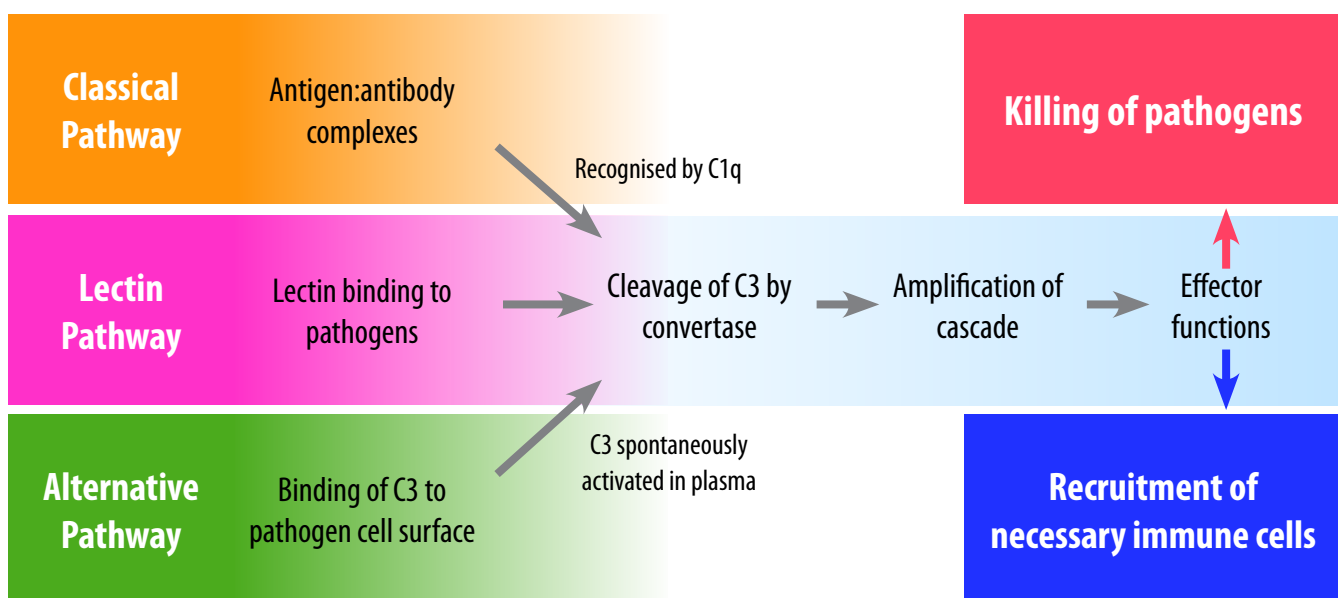 Classical
Pathway
Antigen:antibody
complexes
Recognised by C1q
Killing of pathogens
Lectin
Pathway
Lectin binding to
pathogens
Cleavage of C3 by
convertase
Amplification of
cascade
Effector
functions
Alternative
Pathway
Binding of C3 to
pathogen cell surface
C3 spontaneously
activated in plasma
Recruitment of
necessary immune cells